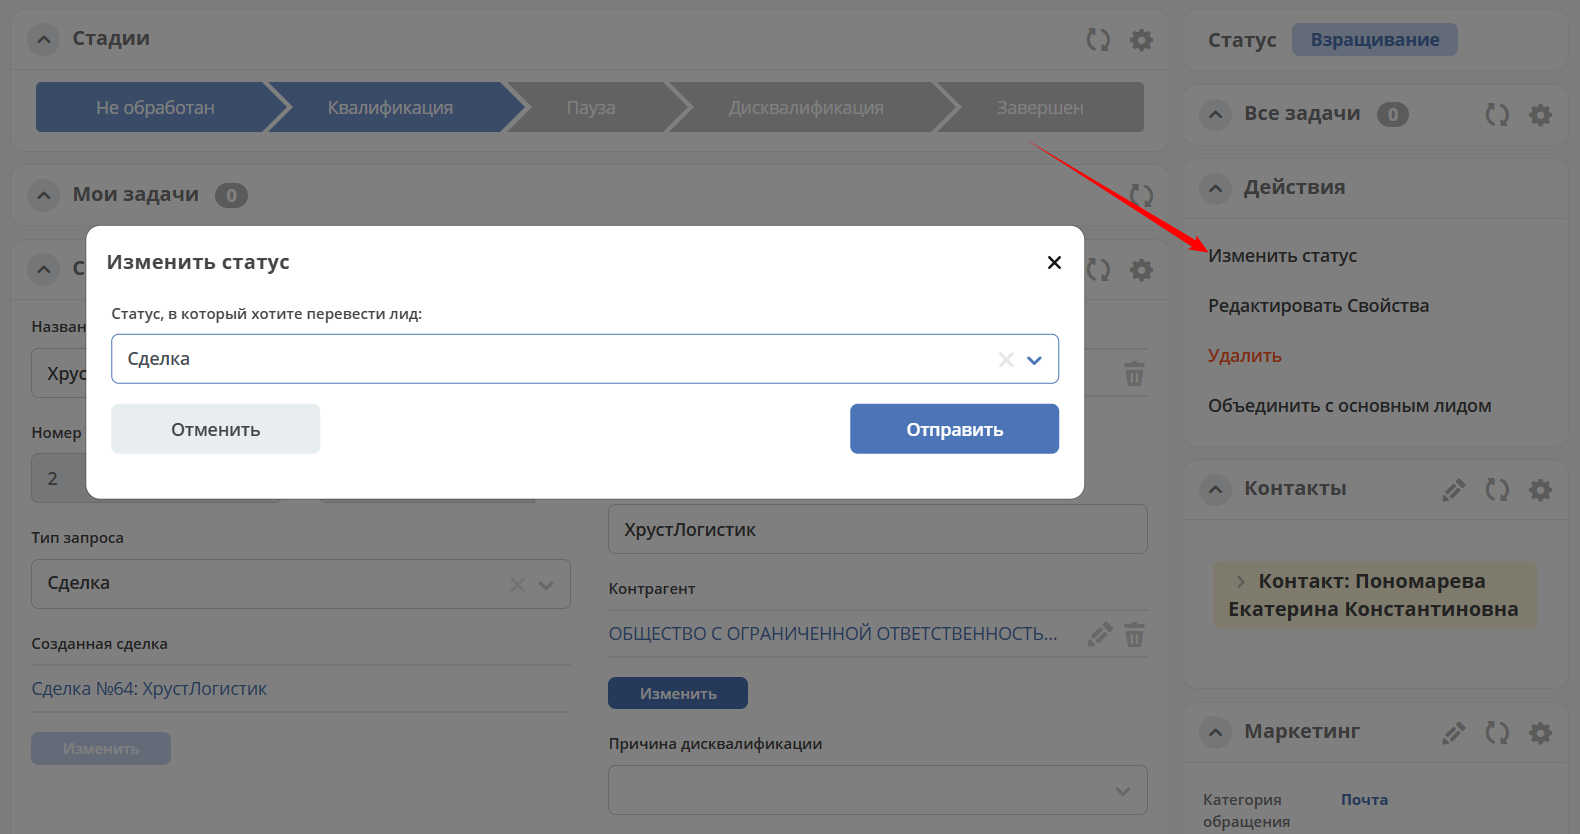 Стадии
Не обработан
Квалификация
Пауза
Дисквалификация
Завершен
Мои задачи 0
С
Изменить статус
Статус, в который хотите перевести лид:
Сделка
Отменить
Отправить
Номер
2
Тип запроса
Сделка
Созданная сделка
Сделка №64: ХрустЛогистик
Изменить
ХрустЛогистик
Контрагент
ОБЩЕСТВО С ОГРАНИЧЕННОЙ ОТВЕТСТВЕННОСТЬ...
Изменить
Причина дисквалификации
Статус Взращивание
Все задачи 0
Действия
Изменить статус
Редактировать Свойства
Удалить
Объединить с основным лидом
Контакты
Контакт: Пономарева
Екатерина Константиновна
Маркетинг
Категория Почта
обращения